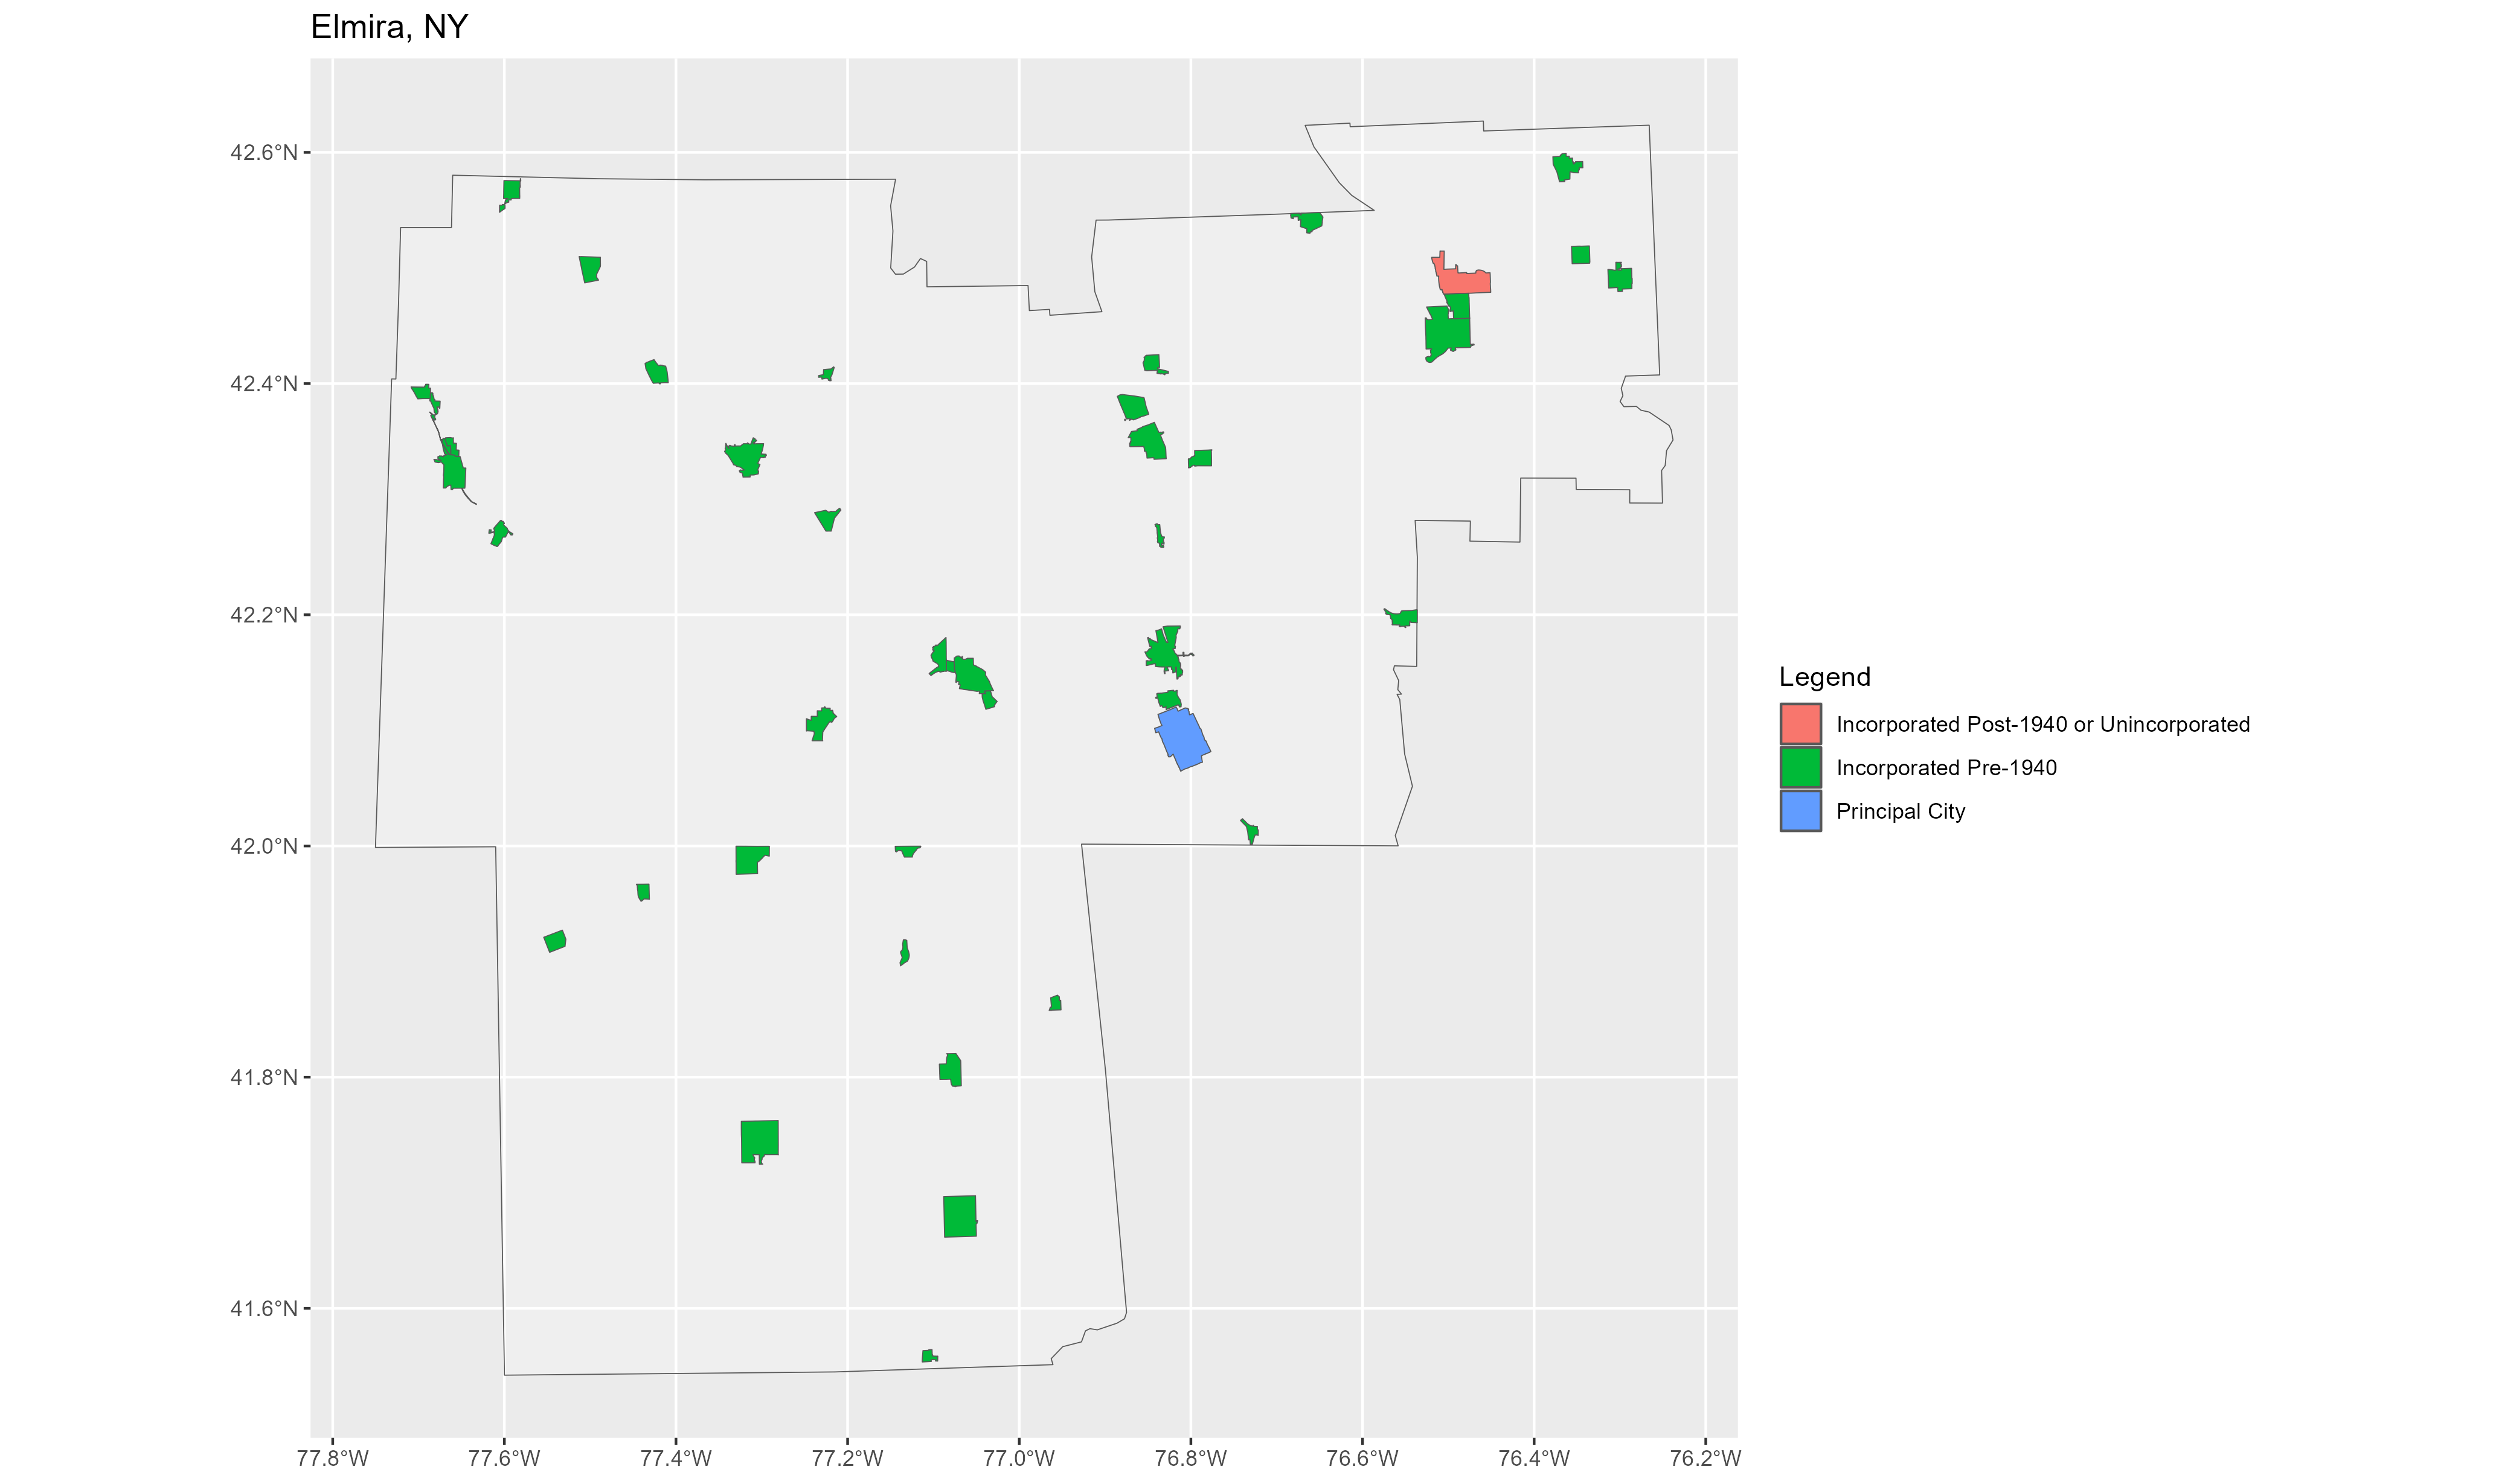 Elmira, NY
42.6°N
42.4°N
42.2°N
42.0°N
41.8°N
41.6°N
77.8°W
77.6°W
77.4°W
77.2°W
77.0°W
76.8°W
76.6°W
76.4°W
76.2°W
Legend
Incorporated Post-1940 or Unincorporated
Incorporated Pre-1940
Principal City